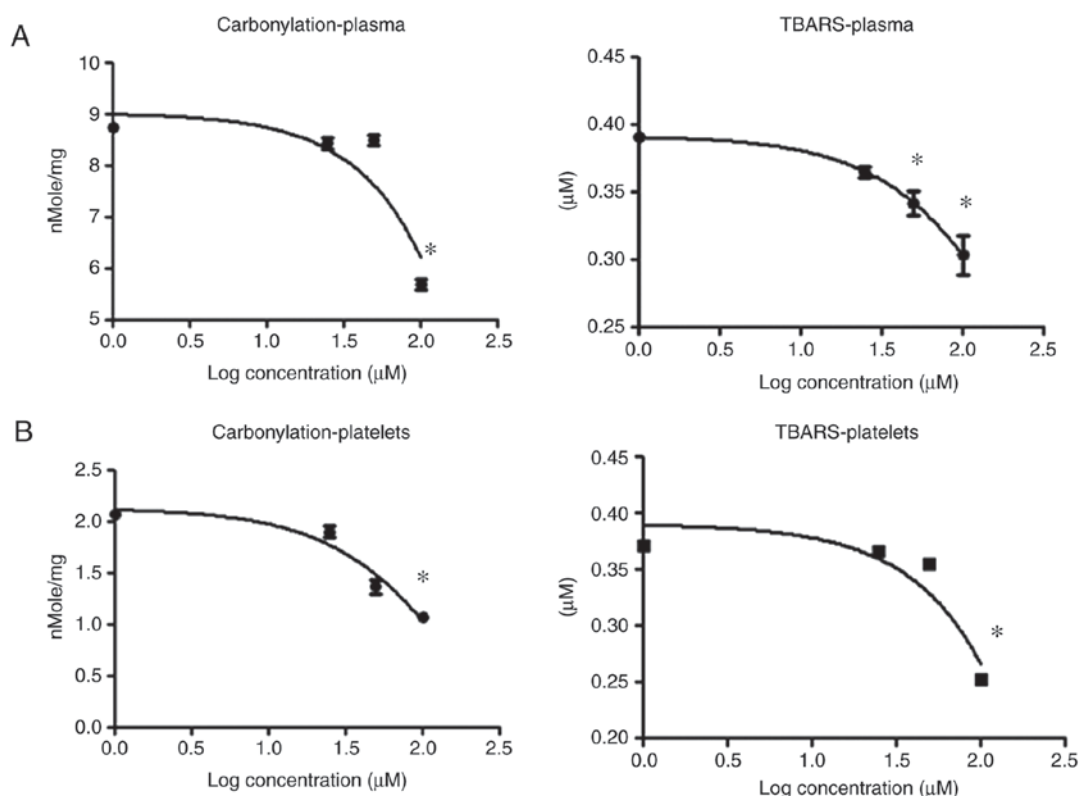 A
Carbonylation-plasma
nMole/mg
10
9
8
7
6
5
*
0.0 0.5 1.0 1.5 2.0 2.5
Log concentration (μM)
TBARS-plasma
(μM)
0.45
0.40
0.35
0.30
0.25
*
*
0.0 0.5 1.0 1.5 2.0 2.5
Log concentration (μM)
B
Carbonylation-platelets
nMole/mg
2.5
2.0
1.5
1.0
0.5
0.0
*
0.0 0.5 1.0 1.5 2.0 2.5
Log concentration (μM)
TBARS-platelets
(μM)
0.45
0.40
0.35
0.30
0.25
0.20
*
0.0 0.5 1.0 1.5 2.0 2.5
Log concentration (μM)